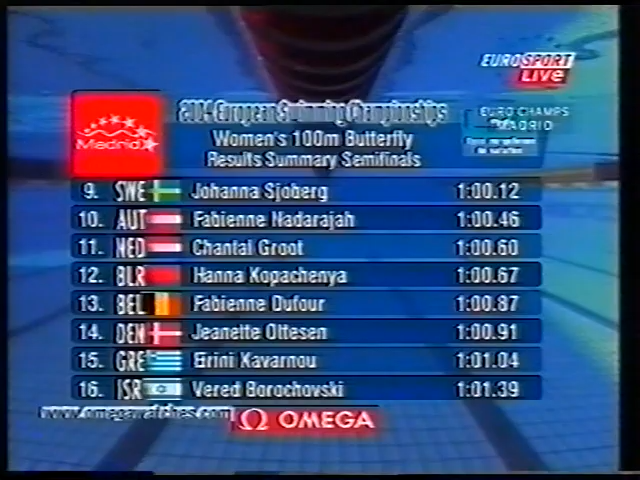 EUROSPORT
LIVE
Madrid
2004 European Swimming Championships
Women's 100m Butterfly
Results Summary Semifinals
EURO CHAMPS
MADRID
9. SWE Johanna Sjoberg 1:00.12
10. AUT Fabienne Nadarajah 1:00.46
11. NED Chantal Groot 1:00.60
12. BLR Hanna Kopachenya 1:00.67
13. BEL Fabienne Dufour 1:00.87
14. DEN Jeanette Ottesen 1:00.91
15. GRE Eirini Kavarnou 1:01.04
16. ISR Vered Borochovski 1:01.39
www.omegawatches.com
Ω OMEGA